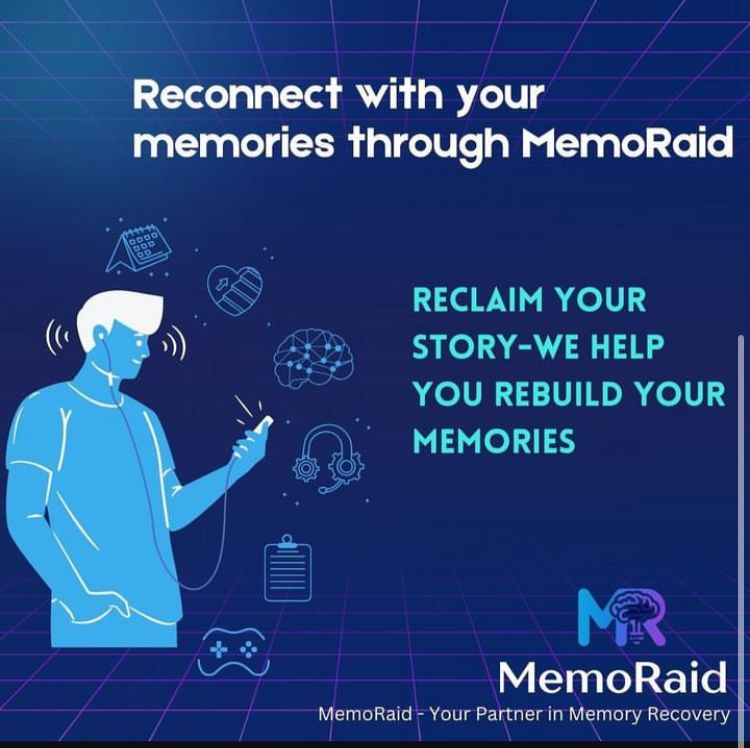 Reconnect with your
memories through MemoRaid
RECLAIM YOUR
STORY-WE HELP
YOU REBUILD YOUR
MEMORIES
MR
MemoRaid
MemoRaid - Your Partner in Memory Recovery